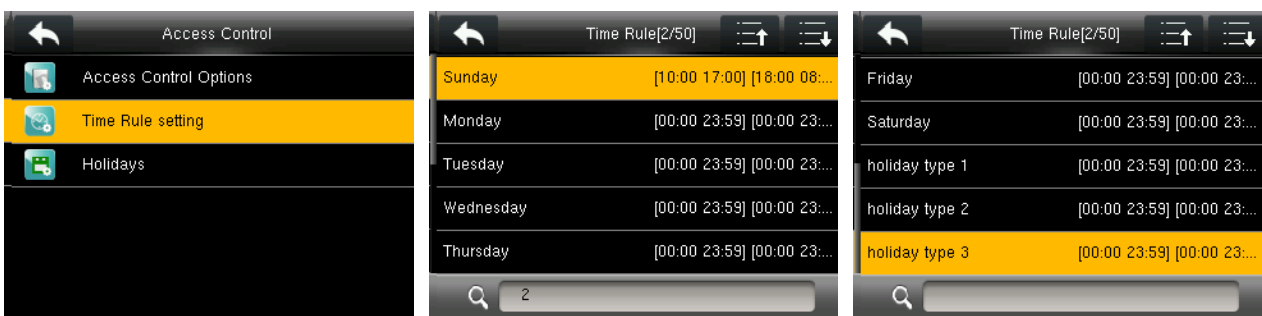 Access Control
Access Control Options
Time Rule setting
Holidays
Time Rule[2/50]
Sunday [10:00 17:00] [18:00 08:...
Monday [00:00 23:59] [00:00 23:...
Tuesday [00:00 23:59] [00:00 23:...
Wednesday [00:00 23:59] [00:00 23:...
Thursday [00:00 23:59] [00:00 23:...
2
Time Rule[2/50]
Friday [00:00 23:59] [00:00 23:...
Saturday [00:00 23:59] [00:00 23:...
holiday type 1 [00:00 23:59] [00:00 23:...
holiday type 2 [00:00 23:59] [00:00 23:...
holiday type 3 [00:00 23:59] [00:00 23:...